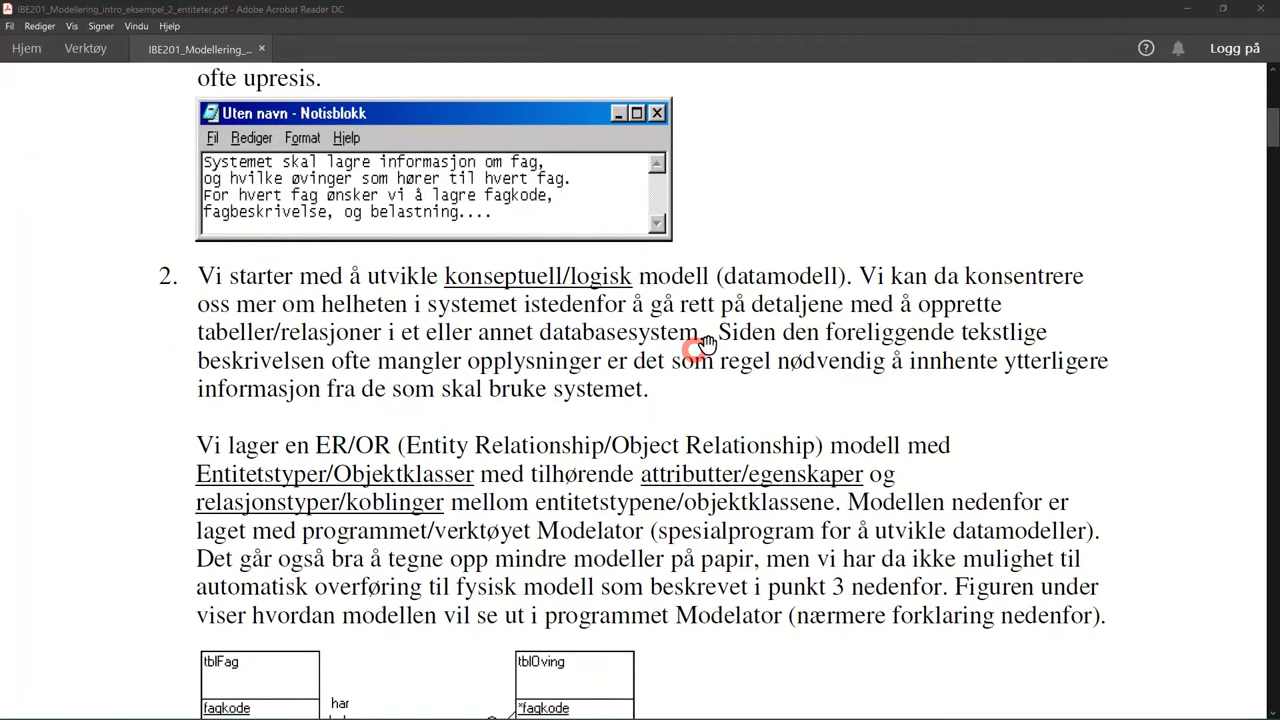 IBE201_Modellering_intro_eksempel_2_entiteter.pdf - Adobe Acrobat Reader DC
Fil Rediger Vis Signer Vindu Hjelp
Hjem Verktøy IBE201_Modellering_... × Logg på
ofte upresis.
Uten navn - Notisblokk
Fil Rediger Format Hjelp
Systemet skal lagre informasjon om fag,
og hvilke øvinger som hører til hvert fag.
For hvert fag ønsker vi å lagre fagkode,
fagbeskrivelse, og belastning....
2. Vi starter med å utvikle konseptuell/logisk modell (datamodell). Vi kan da konsentrere
oss mer om helheten i systemet istedenfor å gå rett på detaljene med å opprette
tabeller/relasjoner i et eller annet databasesystem. Siden den foreliggende tekstlige
beskrivelsen ofte mangler opplysninger er det som regel nødvendig å innhente ytterligere
informasjon fra de som skal bruke systemet.
Vi lager en ER/OR (Entity Relationship/Object Relationship) modell med
Entitetstyper/Objektklasser med tilhørende attributter/egenskaper og
relasjonstyper/koblinger mellom entitetstypene/objektklassene. Modellen nedenfor er
laget med programmet/verktøyet Modelator (spesialprogram for å utvikle datamodeller).
Det går også bra å tegne opp mindre modeller på papir, men vi har da ikke mulighet til
automatisk overføring til fysisk modell som beskrevet i punkt 3 nedenfor. Figuren under
viser hvordan modellen vil se ut i programmet Modelator (nærmere forklaring nedenfor).
tblFag tblOving
har
fagkode *fagkode